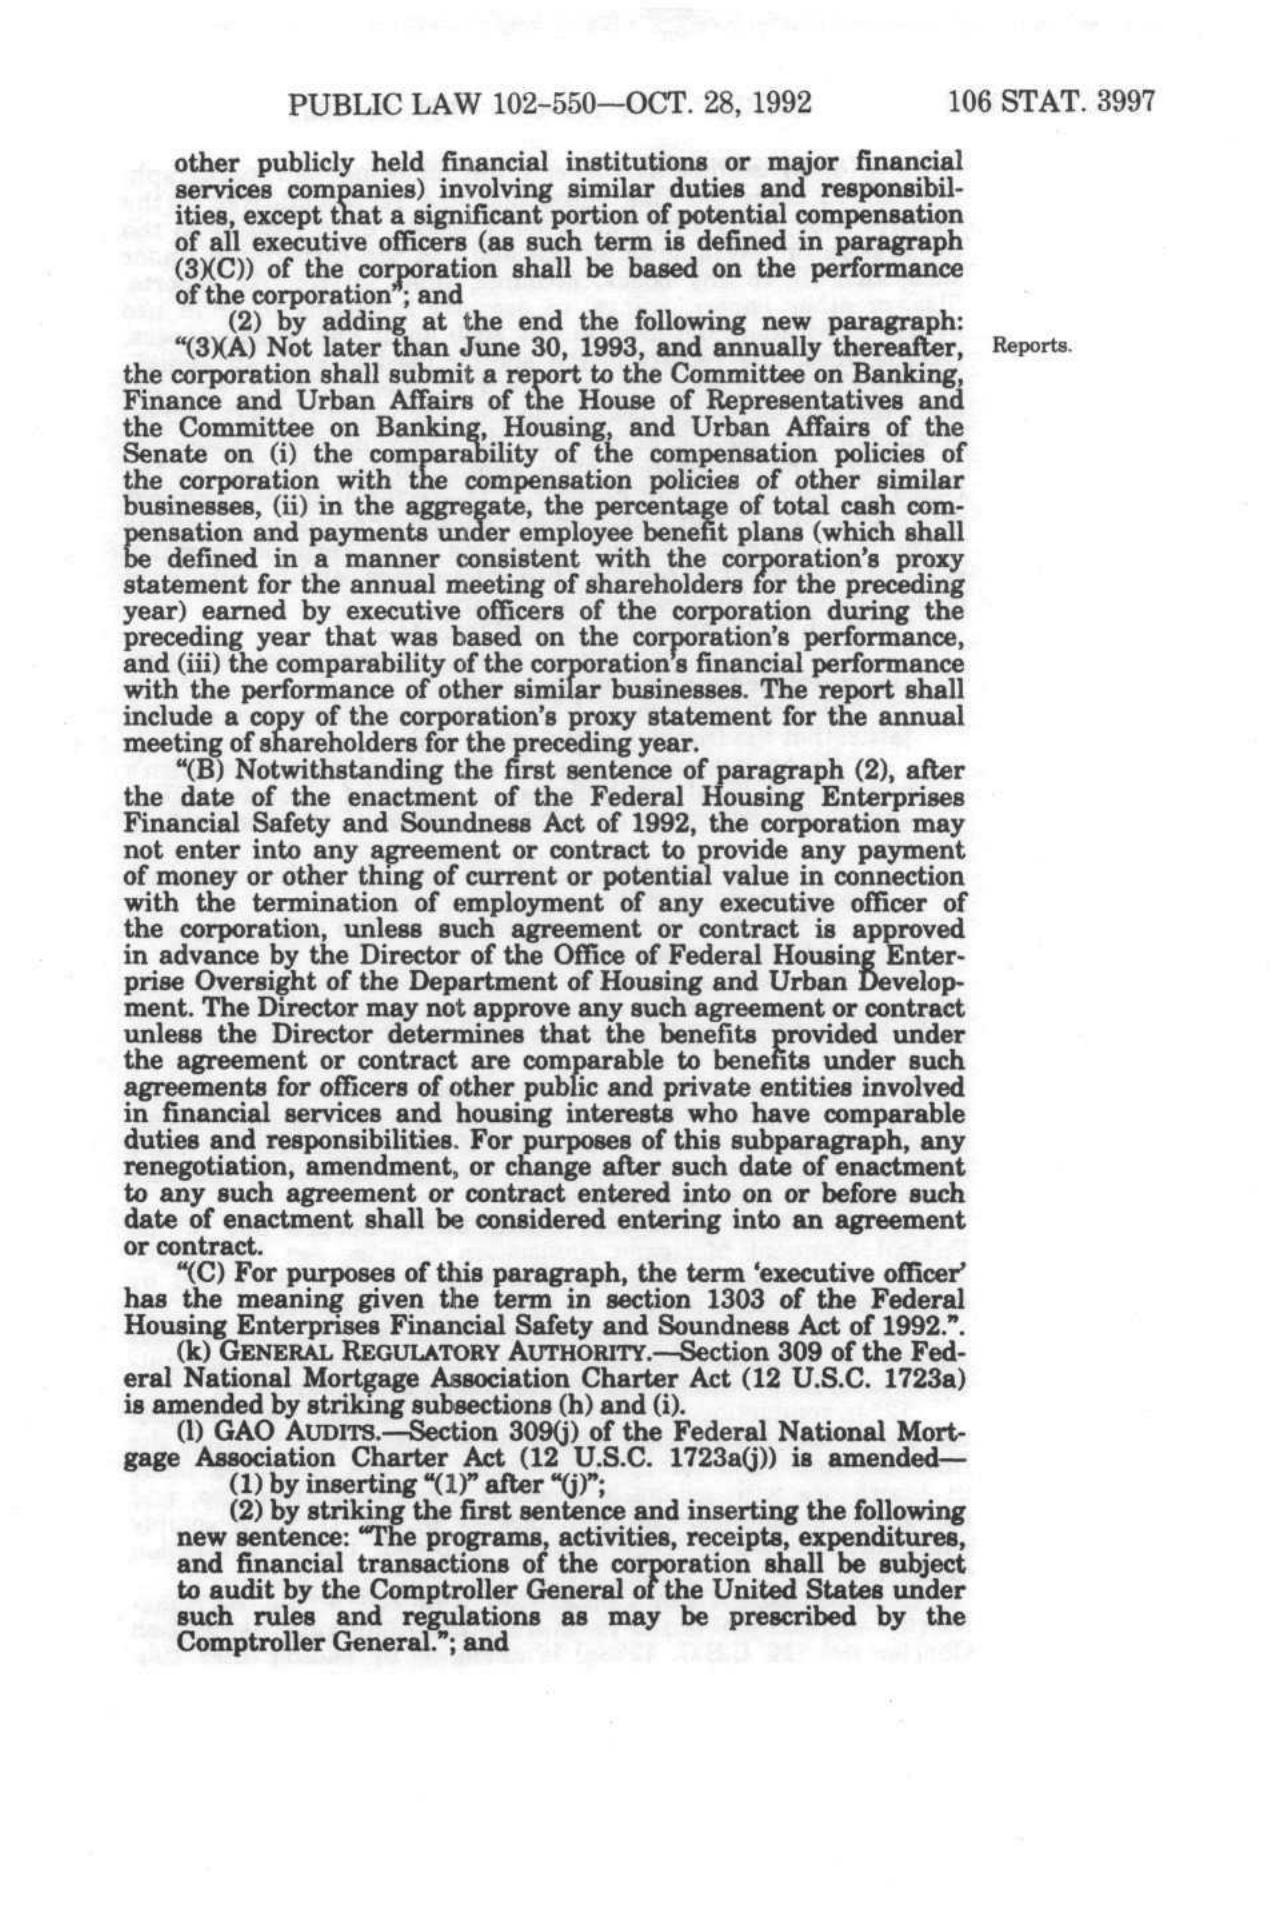 PUBLIC LAW 102-550—OCT. 28, 1992 106 STAT. 3997
other publicly held financial institutions or major financial
services companies) involving similar duties and responsibil-
ities, except that a significant portion of potential compensation
of all executive officers (as such term is defined in paragraph
(3)(C)) of the corporation shall be based on the performance
of the corporation"; and
(2) by adding at the end the following new paragraph:
"(3)(A) Not later than June 30, 1993, and annually thereafter, Reports.
the corporation shall submit a report to the Committee on Banking,
Finance and Urban Affairs of the House of Representatives and
the Committee on Banking, Housing, and Urban Affairs of the
Senate on (i) the comparability of the compensation policies of
the corporation with the compensation policies of other similar
businesses, (ii) in the aggregate, the percentage of total cash com-
pensation and payments under employee benefit plans (which shall
be defined in a manner consistent with the corporation's proxy
statement for the annual meeting of shareholders for the preceding
year) earned by executive officers of the corporation during the
preceding year that was based on the corporation's performance,
and (iii) the comparability of the corporation's financial performance
with the performance of other similar businesses. The report shall
include a copy of the corporation's proxy statement for the annual
meeting of shareholders for the preceding year.
"(B) Notwithstanding the first sentence of paragraph (2), after
the date of the enactment of the Federal Housing Enterprises
Financial Safety and Soundness Act of 1992, the corporation may
not enter into any agreement or contract to provide any payment
of money or other thing of current or potential value in connection
with the termination of employment of any executive officer of
the corporation, unless such agreement or contract is approved
in advance by the Director of the Office of Federal Housing Enter-
prise Oversight of the Department of Housing and Urban Develop-
ment. The Director may not approve any such agreement or contract
unless the Director determines that the benefits provided under
the agreement or contract are comparable to benefits under such
agreements for officers of other public and private entities involved
in financial services and housing interests who have comparable
duties and responsibilities. For purposes of this subparagraph, any
renegotiation, amendment, or change after such date of enactment
to any such agreement or contract entered into on or before such
date of enactment shall be considered entering into an agreement
or contract.
"(C) For purposes of this paragraph, the term 'executive officer'
has the meaning given the term in section 1303 of the Federal
Housing Enterprises Financial Safety and Soundness Act of 1992.".
(k) GENERAL REGULATORY AUTHORITY.—Section 309 of the Fed-
eral National Mortgage Association Charter Act (12 U.S.C. 1723a)
is amended by striking subsections (h) and (i).
(l) GAO AUDITS.—Section 309(j) of the Federal National Mort-
gage Association Charter Act (12 U.S.C. 1723a(j)) is amended—
(1) by inserting "(1)" after "(j)";
(2) by striking the first sentence and inserting the following
new sentence: "The programs, activities, receipts, expenditures,
and financial transactions of the corporation shall be subject
to audit by the Comptroller General of the United States under
such rules and regulations as may be prescribed by the
Comptroller General."; and